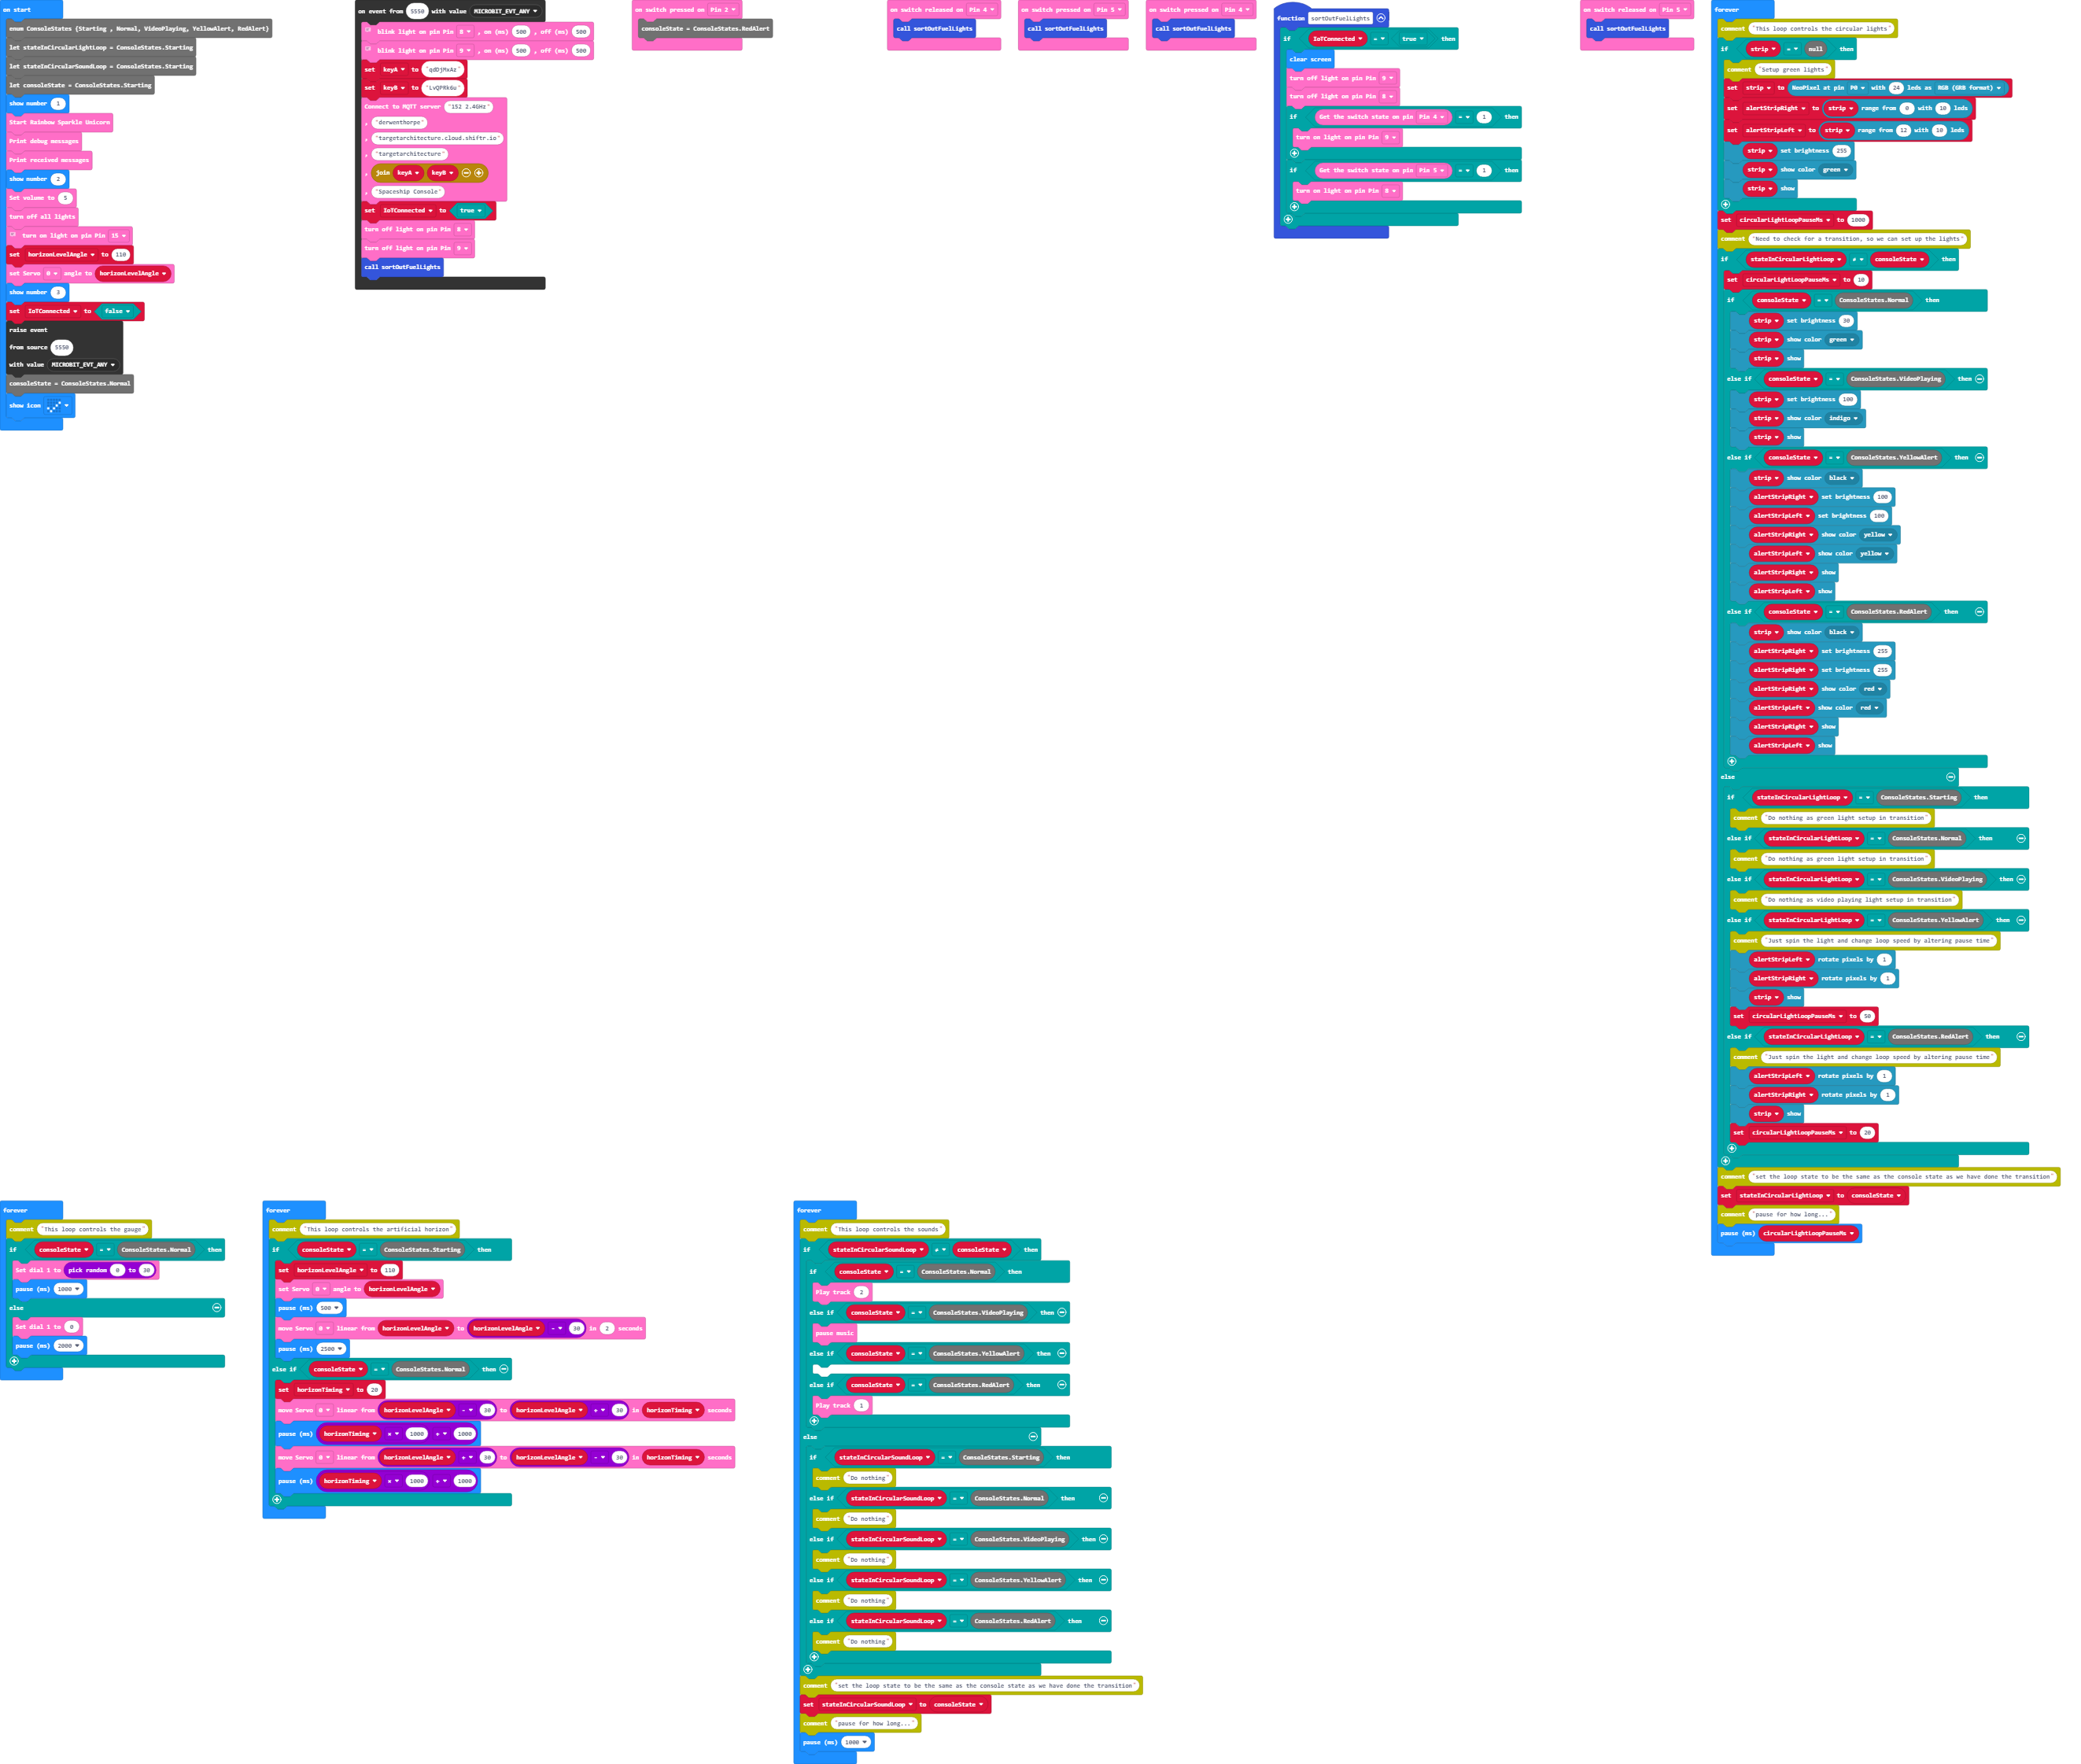 on start
enum ConsoleStates {Starting , Normal, VideoPlaying, YellowAlert, RedAlert}
let stateInCircularLightLoop = ConsoleStates.Starting
let stateInCircularSoundLoop = ConsoleStates.Starting
let consoleState = ConsoleStates.Starting
show number 1
Start Rainbow Sparkle Unicorn
Print debug messages
Print received messages
show number 2
Set volume to 5
turn off all lights
turn on light on pin Pin 15
set horizonLevelAngle to 110
set Servo 0 angle to horizonLevelAngle
show number 3
set IoTConnected to false
raise event
from source 5550
with value MICROBIT_EVT_ANY
consoleState = ConsoleStates.Normal
show icon
on event from 5550 with value MICROBIT_EVT_ANY
blink light on pin Pin 8 , on (ms) 500 , off (ms) 500
blink light on pin Pin 9 , on (ms) 500 , off (ms) 500
set keyA to "qdDjMxAz"
set keyB to "LvQPRk6u"
Connect to MQTT server "152 2.4GHz"
, "derwenthorpe"
, "targetarchitecture.cloud.shiftr.io"
, "targetarchitecture"
, join keyA keyB
, "Spaceship Console"
set IoTConnected to true
turn off light on pin Pin 8
turn off light on pin Pin 9
call sortOutFuelLights
on switch pressed on Pin 2
consoleState = ConsoleStates.RedAlert
on switch released on Pin 4
call sortOutFuelLights
on switch pressed on Pin 5
call sortOutFuelLights
on switch pressed on Pin 4
call sortOutFuelLights
function sortOutFuelLights
if IoTConnected = true then
clear screen
turn off light on pin Pin 9
turn off light on pin Pin 8
if Get the switch state on pin Pin 4 = 1 then
turn on light on pin Pin 9
if Get the switch state on pin Pin 5 = 1 then
turn on light on pin Pin 8
on switch released on Pin 5
call sortOutFuelLights
forever
comment "This loop controls the circular lights"
if strip = null then
comment "Setup green lights"
set strip to NeoPixel at pin P0 with 24 leds as RGB (GRB format)
set alertStripRight to strip range from 0 with 10 leds
set alertStripLeft to strip range from 12 with 10 leds
strip set brightness 255
strip show color green
strip show
set circularLightLoopPauseMs to 1000
comment "Need to check for a transition, so we can set up the lights"
if stateInCircularLightLoop ≠ consoleState then
set circularLightLoopPauseMs to 10
if consoleState = ConsoleStates.Normal then
strip set brightness 30
strip show color green
strip show
else if consoleState = ConsoleStates.VideoPlaying then
strip set brightness 100
strip show color indigo
strip show
else if consoleState = ConsoleStates.YellowAlert then
strip show color black
alertStripRight set brightness 100
alertStripLeft set brightness 100
alertStripRight show color yellow
alertStripLeft show color yellow
alertStripRight show
alertStripLeft show
else if consoleState = ConsoleStates.RedAlert then
strip show color black
alertStripRight set brightness 255
alertStripRight set brightness 255
alertStripRight show color red
alertStripLeft show color red
alertStripRight show
alertStripLeft show
else
if stateInCircularLightLoop = ConsoleStates.Starting then
comment "Do nothing as green light setup in transition"
else if stateInCircularLightLoop = ConsoleStates.Normal then
comment "Do nothing as green light setup in transition"
else if stateInCircularLightLoop = ConsoleStates.VideoPlaying then
comment "Do nothing as video playing light setup in transition"
else if stateInCircularLightLoop = ConsoleStates.YellowAlert then
comment "Just spin the light and change loop speed by altering pause time"
alertStripLeft rotate pixels by 1
alertStripRight rotate pixels by 1
strip show
set circularLightLoopPauseMs to 50
else if stateInCircularLightLoop = ConsoleStates.RedAlert then
comment "Just spin the light and change loop speed by altering pause time"
alertStripLeft rotate pixels by 1
alertStripRight rotate pixels by 1
strip show
set circularLightLoopPauseMs to 20
comment "set the loop state to be the same as the console state as we have done the transition"
set stateInCircularLightLoop to consoleState
comment "pause for how long..."
pause (ms) circularLightLoopPauseMs
forever
comment "This loop controls the gauge"
if consoleState = ConsoleStates.Normal then
Set dial 1 to pick random 0 to 30
pause (ms) 1000
else
Set dial 1 to 0
pause (ms) 2000
forever
comment "This loop controls the artificial horizon"
if consoleState = ConsoleStates.Starting then
set horizonLevelAngle to 110
set Servo 0 angle to horizonLevelAngle
pause (ms) 500
move Servo 0 linear from horizonLevelAngle to horizonLevelAngle - 30 in 2 seconds
pause (ms) 2500
else if consoleState = ConsoleStates.Normal then
set horizonTiming to 20
move Servo 0 linear from horizonLevelAngle - 30 to horizonLevelAngle + 30 in horizonTiming seconds
pause (ms) horizonTiming × 1000 + 1000
move Servo 0 linear from horizonLevelAngle + 30 to horizonLevelAngle - 30 in horizonTiming seconds
pause (ms) horizonTiming × 1000 + 1000
forever
comment "This loop controls the sounds"
if stateInCircularSoundLoop ≠ consoleState then
if consoleState = ConsoleStates.Normal then
Play track 2
else if consoleState = ConsoleStates.VideoPlaying then
pause music
else if consoleState = ConsoleStates.YellowAlert then
else if consoleState = ConsoleStates.RedAlert then
Play track 1
else
if stateInCircularSoundLoop = ConsoleStates.Starting then
comment "Do nothing"
else if stateInCircularSoundLoop = ConsoleStates.Normal then
comment "Do nothing"
else if stateInCircularSoundLoop = ConsoleStates.VideoPlaying then
comment "Do nothing"
else if stateInCircularSoundLoop = ConsoleStates.YellowAlert then
comment "Do nothing"
else if stateInCircularSoundLoop = ConsoleStates.RedAlert then
comment "Do nothing"
comment "set the loop state to be the same as the console state as we have done the transition"
set stateInCircularSoundLoop to consoleState
comment "pause for how long..."
pause (ms) 1000